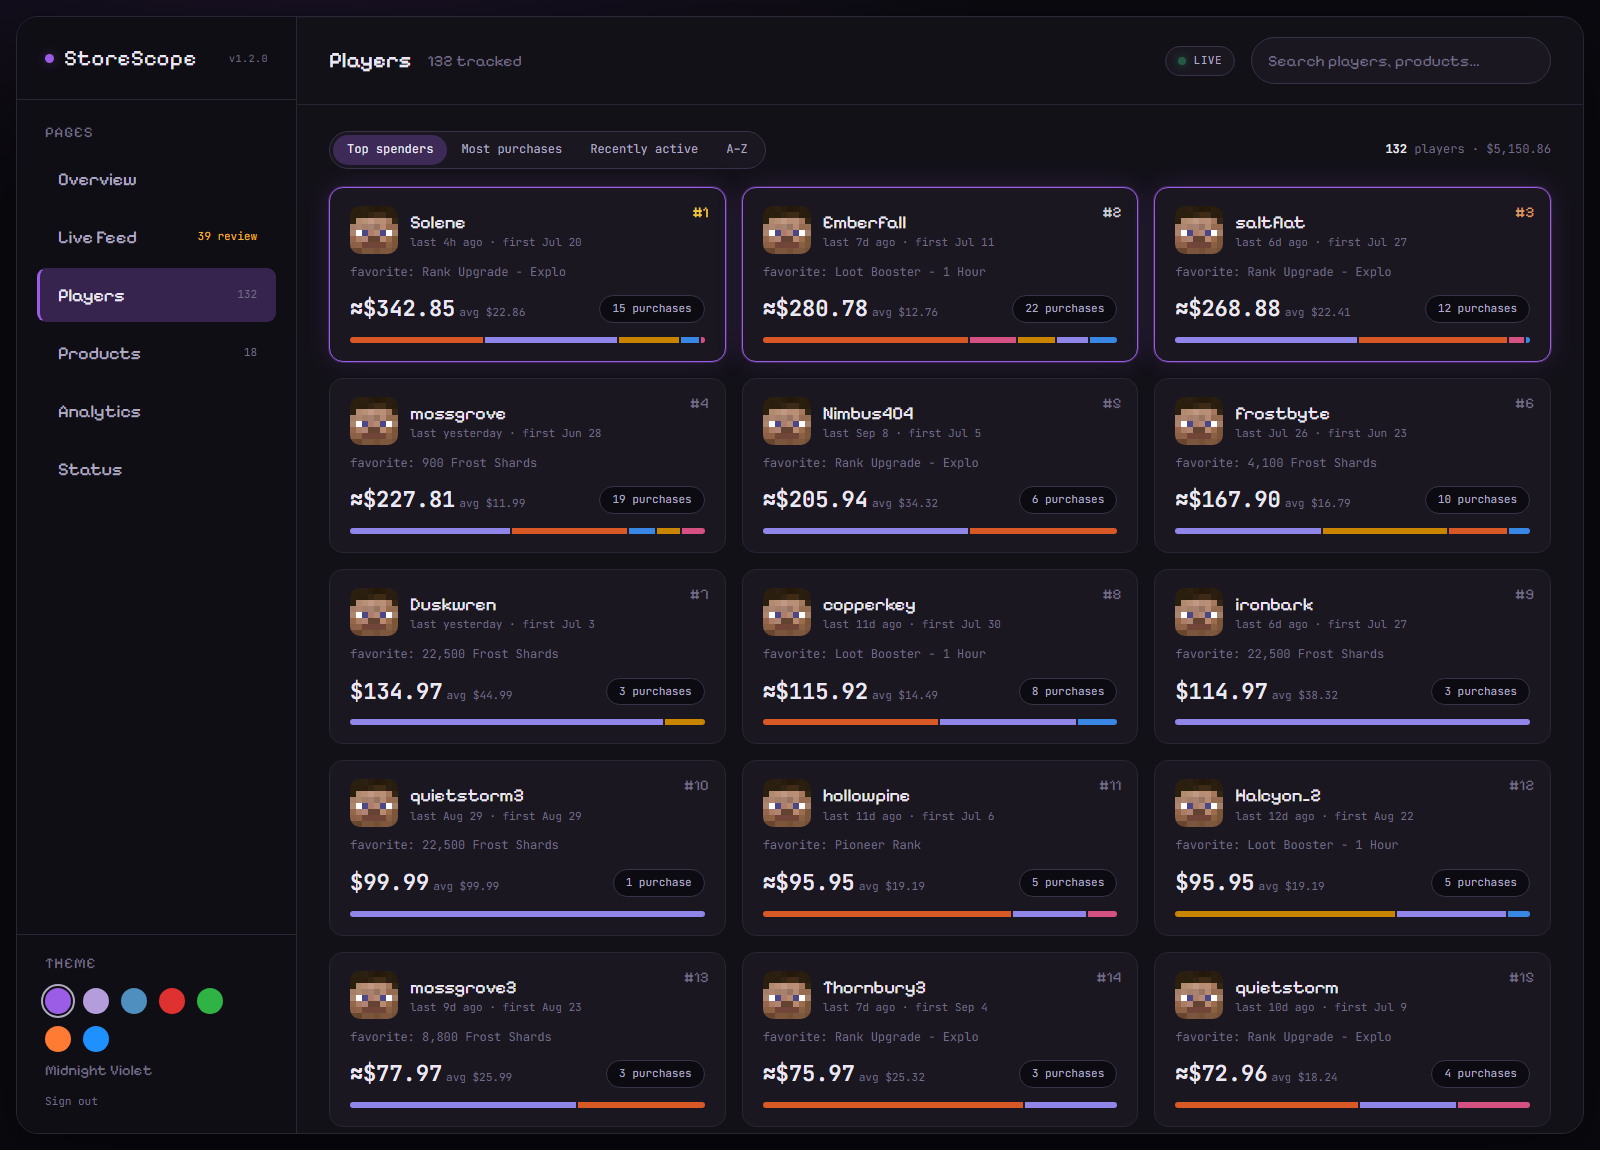 StoreScope v1.2.0
Players 132 tracked
LIVE
Search players, products...
PAGES
Overview
Live Feed 39 review
Players 132
Products 18
Analytics
Status
THEME
Midnight Violet
Sign out
Top spenders Most purchases Recently active A-Z
132 players · $5,150.86
Solene #1
last 4h ago · first Jul 20
favorite: Rank Upgrade - Explo
≈$342.85 avg $22.86 15 purchases
Emberfall #2
last 7d ago · first Jul 11
favorite: Loot Booster - 1 Hour
≈$280.78 avg $12.76 22 purchases
saltflat #3
last 6d ago · first Jul 27
favorite: Rank Upgrade - Explo
≈$268.88 avg $22.41 12 purchases
mossgrove #4
last yesterday · first Jun 28
favorite: 900 Frost Shards
≈$227.81 avg $11.99 19 purchases
Nimbus404 #5
last Sep 8 · first Jul 5
favorite: Rank Upgrade - Explo
≈$205.94 avg $34.32 6 purchases
Frostbyte #6
last Jul 26 · first Jun 23
favorite: 4,100 Frost Shards
≈$167.90 avg $16.79 10 purchases
Duskwren #7
last yesterday · first Jul 3
favorite: 22,500 Frost Shards
$134.97 avg $44.99 3 purchases
copperkey #8
last 11d ago · first Jul 30
favorite: Loot Booster - 1 Hour
≈$115.92 avg $14.49 8 purchases
ironbark #9
last 6d ago · first Jul 27
favorite: 22,500 Frost Shards
$114.97 avg $38.32 3 purchases
quietstorm3 #10
last Aug 29 · first Aug 29
favorite: 22,500 Frost Shards
$99.99 avg $99.99 1 purchase
hollowpine #11
last 11d ago · first Jul 6
favorite: Pioneer Rank
≈$95.95 avg $19.19 5 purchases
Halcyon_2 #12
last 12d ago · first Aug 22
favorite: Loot Booster - 1 Hour
$95.95 avg $19.19 5 purchases
mossgrove3 #13
last 9d ago · first Aug 23
favorite: 8,800 Frost Shards
≈$77.97 avg $25.99 3 purchases
Thornbury3 #14
last 7d ago · first Sep 4
favorite: Rank Upgrade - Explo
≈$75.97 avg $25.32 3 purchases
quietstorm #15
last 10d ago · first Jul 9
favorite: Rank Upgrade - Explo
≈$72.96 avg $18.24 4 purchases